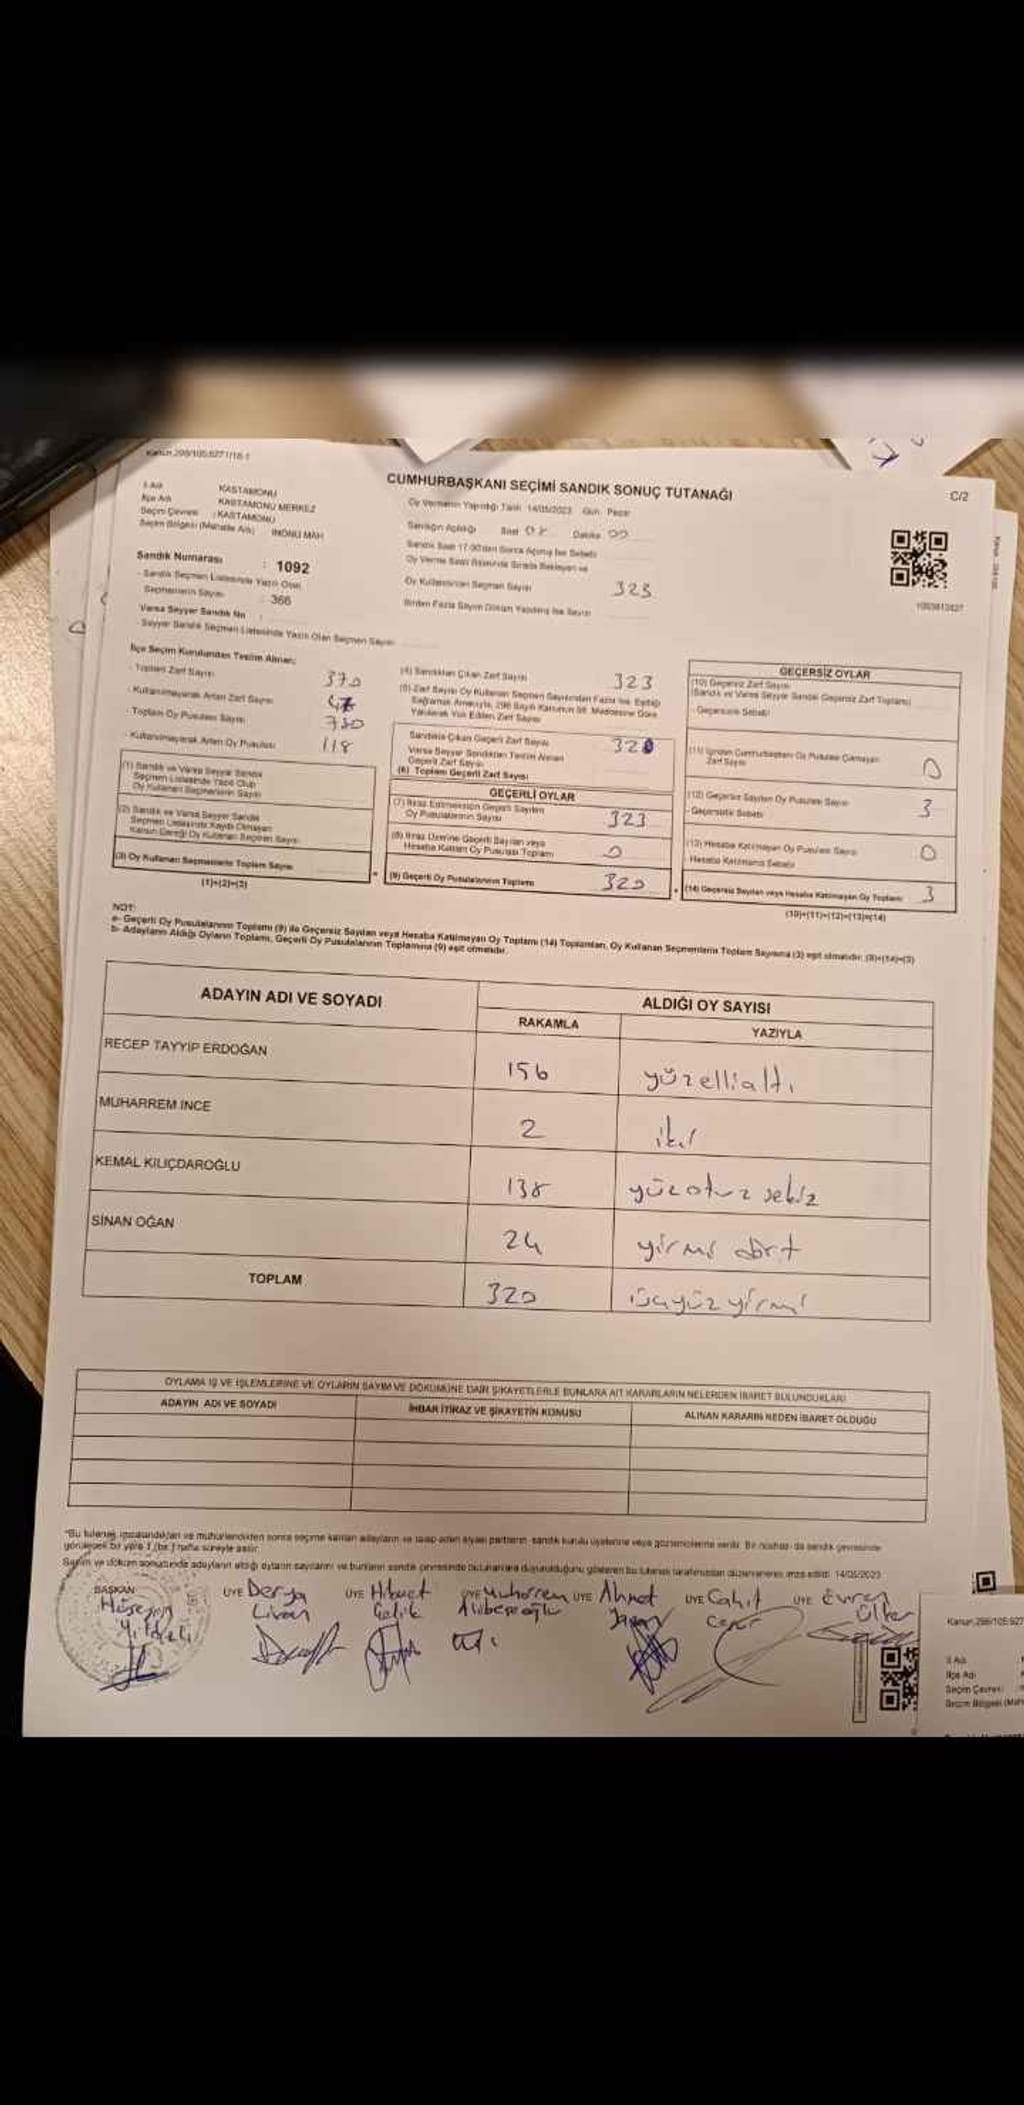 Kanun 298/105;6271/18-1
CUMHURBAŞKANI SEÇİMİ SANDIK SONUÇ TUTANAĞI
C/2
İl Adı : KASTAMONU
İlçe Adı : KASTAMONU MERKEZ
Seçim Çevresi : KASTAMONU
Seçim Bölgesi (Mahalle Adı) : İNÖNÜ MAH
Oy Vermenin Yapıldığı Tarih 14/05/2023 Gün Pazar
Sandığın Açıldığı Saat 08 Dakika 00
Sandık Saat 17.00'den Sonra Açılmış İse Sebebi
Oy Verme Saati Bitiminde Sırada Bekleyen ve
Oy Kullandırılan Seçmen Sayısı 323
Birden Fazla Sayım Döküm Yapılmış İse Sayısı
Sandık Numarası : 1092
- Sandık Seçmen Listesinde Yazılı Olan
Seçmenlerin Sayısı : 366
Varsa Seyyar Sandık No :
- Seyyar Sandık Seçmen Listesinde Yazılı Olan Seçmen Sayısı
İlçe Seçim Kurulundan Teslim Alınan:
- Toplam Zarf Sayısı 370
- Kullanılmayarak Artan Zarf Sayısı
- Toplam Oy Pusulası Sayısı
- Kullanılmayarak Artan Oy Pusulası 118
(1) Sandık ve Varsa Seyyar Sandık
Seçmen Listesinde Yazılı Olup
Oy Kullanan Seçmenlerin Sayısı
(2) Sandık ve Varsa Seyyar Sandık
Seçmen Listesinde Kaydı Olmayan
Kanun Gereği Oy Kullanan Seçmen Sayısı
(3) Oy Kullanan Seçmenlerin Toplam Sayısı
(1)+(2)=(3)
(4) Sandıktan Çıkan Zarf Sayısı 323
(5) Zarf Sayısı Oy Kullanan Seçmen Sayısından Fazla İse, Eşitliği
Sağlamak Amacıyla, 298 Sayılı Kanunun 98. Maddesine Göre
Yakılarak Yok Edilen Zarf Sayısı
Sandıkta Çıkan Geçerli Zarf Sayısı 320
Varsa Seyyar Sandıktan Teslim Alınan
Geçerli Zarf Sayısı
(6) Toplam Geçerli Zarf Sayısı
GEÇERLİ OYLAR
(7) İtiraz Edilmeksizin Geçerli Sayılan
Oy Pusulalarının Sayısı 323
(8) İtiraz Üzerine Geçerli Sayılan veya
Hesaba Katılan Oy Pusulası Toplamı 0
(9) Geçerli Oy Pusulalarının Toplamı 320
GEÇERSİZ OYLAR
(10) Geçersiz Zarf Sayısı
(Sandık ve Varsa Seyyar Sandık Geçersiz Zarf Toplamı)
- Geçersizlik Sebebi
(11) İçinden Cumhurbaşkanı Oy Pusulası Çıkmayan
Zarf Sayısı 0
(12) Geçersiz Sayılan Oy Pusulası Sayısı 3
- Geçersizlik Sebebi
(13) Hesaba Katılmayan Oy Pusulası Sayısı 0
- Hesaba Katılmama Sebebi
(14) Geçersiz Sayılan veya Hesaba Katılmayan Oy Toplamı 3
(10)+(11)+(12)+(13)=(14)
NOT:
a- Geçerli Oy Pusulalarının Toplamı (9) ile Geçersiz Sayılan veya Hesaba Katılmayan Oy Toplamı (14) Toplamları, Oy Kullanan Seçmenlerin Toplam Sayısına (3) eşit olmalıdır. (9)+(14)=(3)
b- Adayların Aldığı Oyların Toplamı, Geçerli Oy Pusulalarının Toplamına (9) eşit olmalıdır.
ADAYIN ADI VE SOYADI
ALDIĞI OY SAYISI
RAKAMLA
YAZIYLA
RECEP TAYYİP ERDOĞAN 156 yüzellialtı
MUHARREM İNCE 2 iki
KEMAL KILIÇDAROĞLU 138 yüzotuz sekiz
SİNAN OĞAN 24 yirmi dört
TOPLAM 320 üçyüz yirmi
OYLAMA İŞ VE İŞLEMLERİNE VE OYLARIN SAYIM VE DÖKÜMÜNE DAİR ŞİKAYETLERLE BUNLARA AİT KARARLARIN NELERDEN İBARET BULUNDUKLARI
ADAYIN ADI VE SOYADI
İHBAR İTİRAZ VE ŞİKAYETİN KONUSU
ALINAN KARARIN NEDEN İBARET OLDUĞU
"Bu tutanak imzalandıktan ve mühürlendikten sonra seçime katılan adayların ve talep eden siyasi partilerin sandık kurulu üyelerine veya gözlemcilerine verilir. Bir nüshası da sandık çevresinde
görülecek bir yere 1 (bir) hafta süreyle asılır.
Sayım ve döküm sonucunda adayların aldığı oyların sayılarını ve bunların sandık çevresinde bulunanlara duyurulduğunu gösteren bu tutanak tarafımızdan düzenlenerek imza edildi. 14/05/2023
BAŞKAN ÜYE Derya ÜYE Hikmet ÜYE Muharrem ÜYE Ahmet ÜYE Cahit ÜYE Evren
Hüseyin Çelik
Kanun 298/105;627
İl Adı
İlçe Adı
Seçim Çevresi
Seçim Bölgesi (Mah